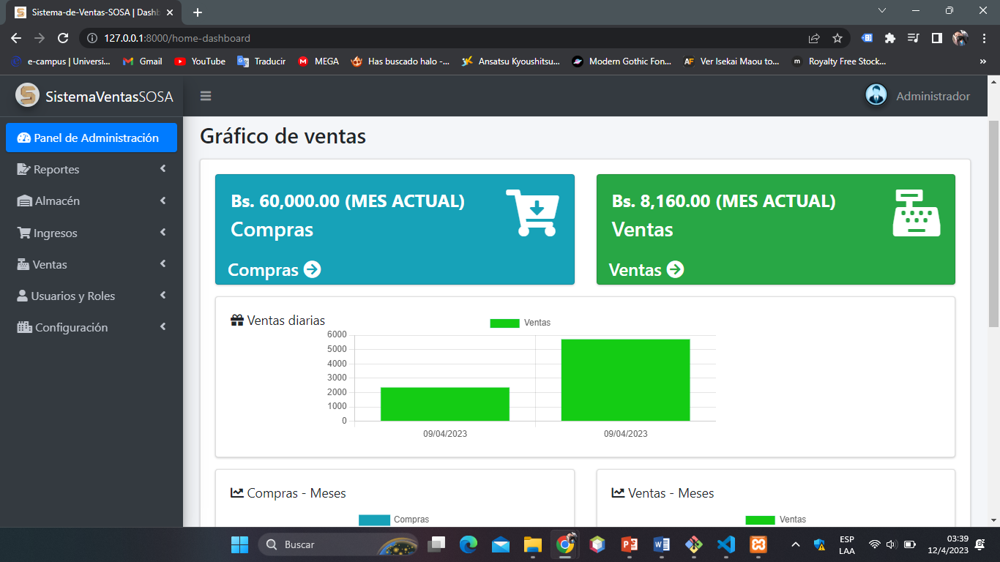 Sistema-de-Ventas-SOSA | Dashb
127.0.0.1:8000/home-dashboard
e-campus | Universi...
Gmail
YouTube
Traducir
MEGA
Has buscado halo -...
Ansatsu Kyoushitsu...
Modern Gothic Fon...
Ver Isekai Maou to...
Royalty Free Stock...
SistemaVentasSOSA
Administrador
Panel de Administración
Reportes
Almacén
Ingresos
Ventas
Usuarios y Roles
Configuración
Gráfico de ventas
Bs. 60,000.00 (MES ACTUAL)
Compras
Compras
Bs. 8,160.00 (MES ACTUAL)
Ventas
Ventas
Ventas diarias
Ventas
6000
5000
4000
3000
2000
1000
0
09/04/2023
09/04/2023
Compras - Meses
Compras
Ventas - Meses
Ventas
Buscar
ESP
LAA
03:39
12/4/2023